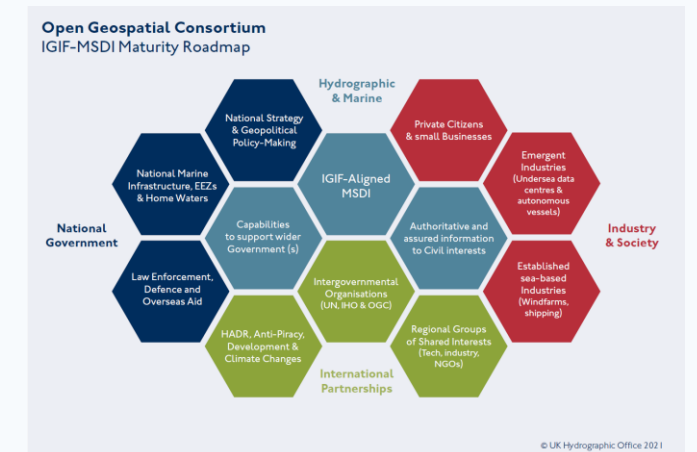 Open Geospatial Consortium
IGIF-MSDI Maturity Roadmap
Hydrographic
& Marine
National Strategy
& Geopolitical
Policy-Making
Private Citizens
& small Businesses
National Marine
Infrastructure, EEZs
& Home Waters
IGIF-Aligned
MSDI
Emergent
Industries
(Undersea data
centres &
autonomous
vessels)
National
Government
Capabilities
to support wider
Government (s)
Authoritative and
assured information
to Civil interests
Industry
& Society
Law Enforcement,
Defence and
Overseas Aid
Intergovernmental
Organisations
(UN, IHO & OGC)
Established
sea-based
Industries
(Windfarms,
shipping)
HADR, Anti-Piracy,
Development &
Climate Changes
Regional Groups
of Shared Interests
(Tech, industry,
NGOs)
International
Partnerships
© UK Hydrographic Office 2021